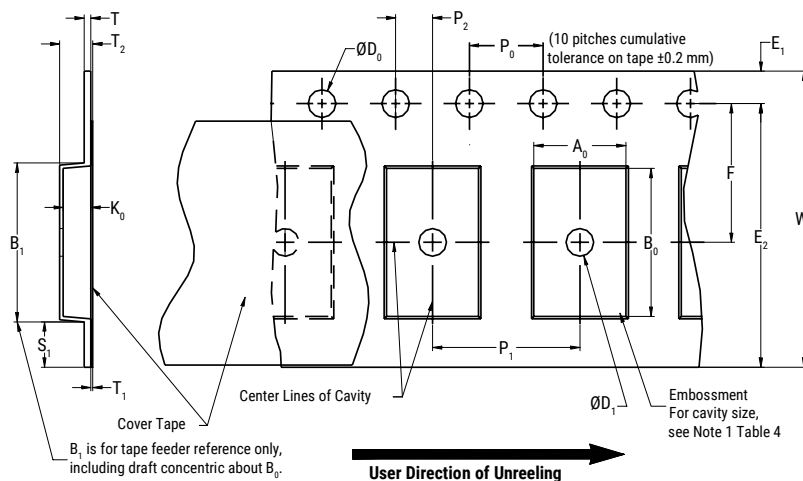 T
T₂
ØD₀
P₂
P₀
(10 pitches cumulative
tolerance on tape ±0.2 mm)
E₁
A₀
F
W
K₀
B₁
B₀
E₂
S₁
P₁
T₁
Center Lines of Cavity
ØD₁
Embossment
For cavity size,
see Note 1 Table 4
Cover Tape
B₁ is for tape feeder reference only,
including draft concentric about B₀.
User Direction of Unreeling